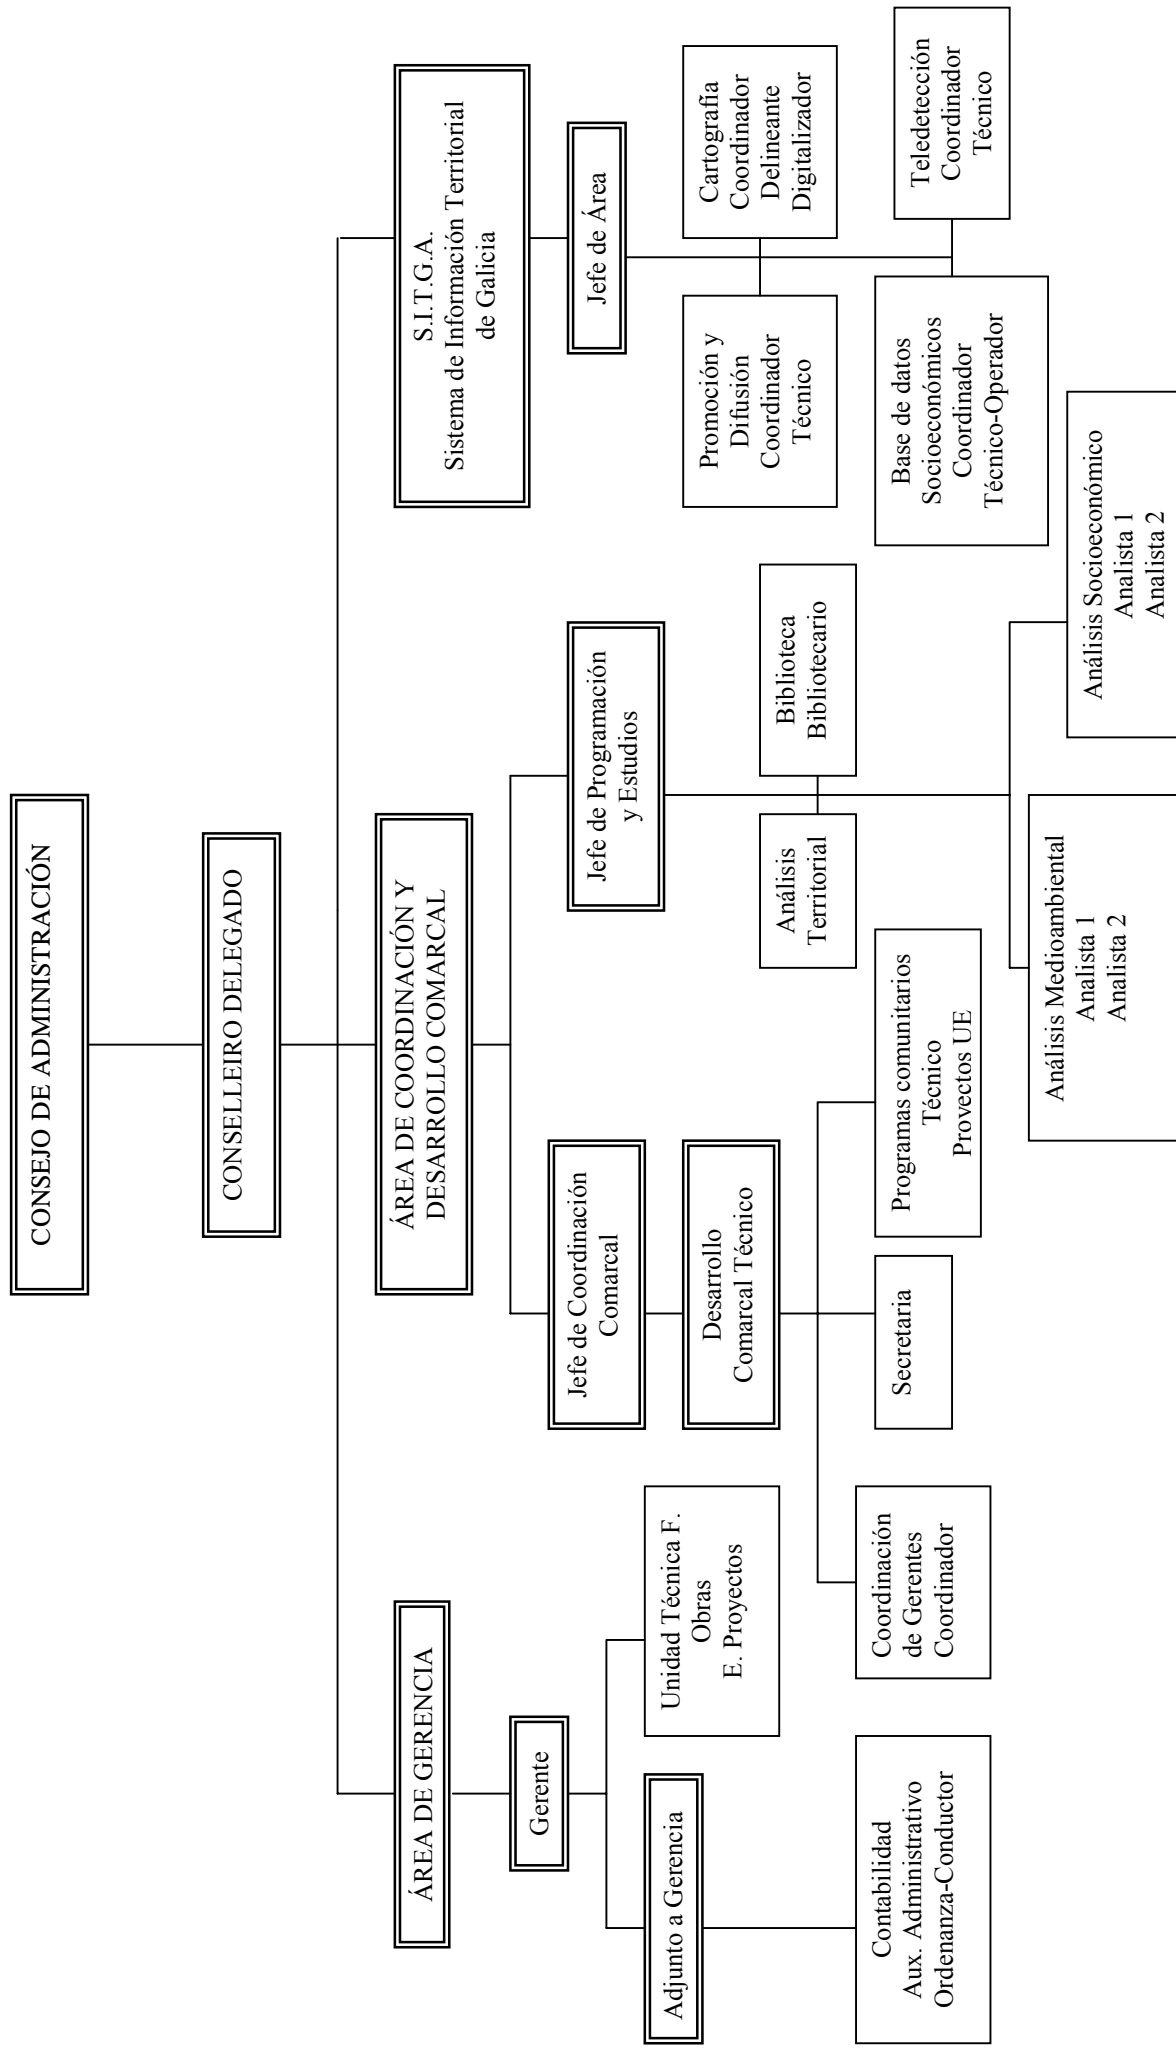 CONSEJO DE ADMINISTRACIÓN
CONSELLEIRO DELEGADO
ÁREA DE GERENCIA
Gerente
Adjunto a Gerencia
Contabilidad
Aux. Administrativo
Ordenanza-Conductor
Unidad Técnica F.
Obras
E. Proyectos
ÁREA DE COORDINACIÓN Y
DESARROLLO COMARCAL
Jefe de Coordinación
Comarcal
Desarrollo
Comarcal Técnico
Coordinación
de Gerentes
Coordinador
Secretaria
Programas comunitarios
Técnico
Provectos UE
Jefe de Programación
y Estudios
Análisis
Territorial
Biblioteca
Bibliotecario
Análisis Medioambiental
Analista 1
Analista 2
Análisis Socioeconómico
Analista 1
Analista 2
S.I.T.G.A.
Sistema de Información Territorial
de Galicia
Jefe de Área
Promoción y
Difusión
Coordinador
Técnico
Cartografía
Coordinador
Delineante
Digitalizador
Base de datos
Socioeconómicos
Coordinador
Técnico-Operador
Teledetección
Coordinador
Técnico